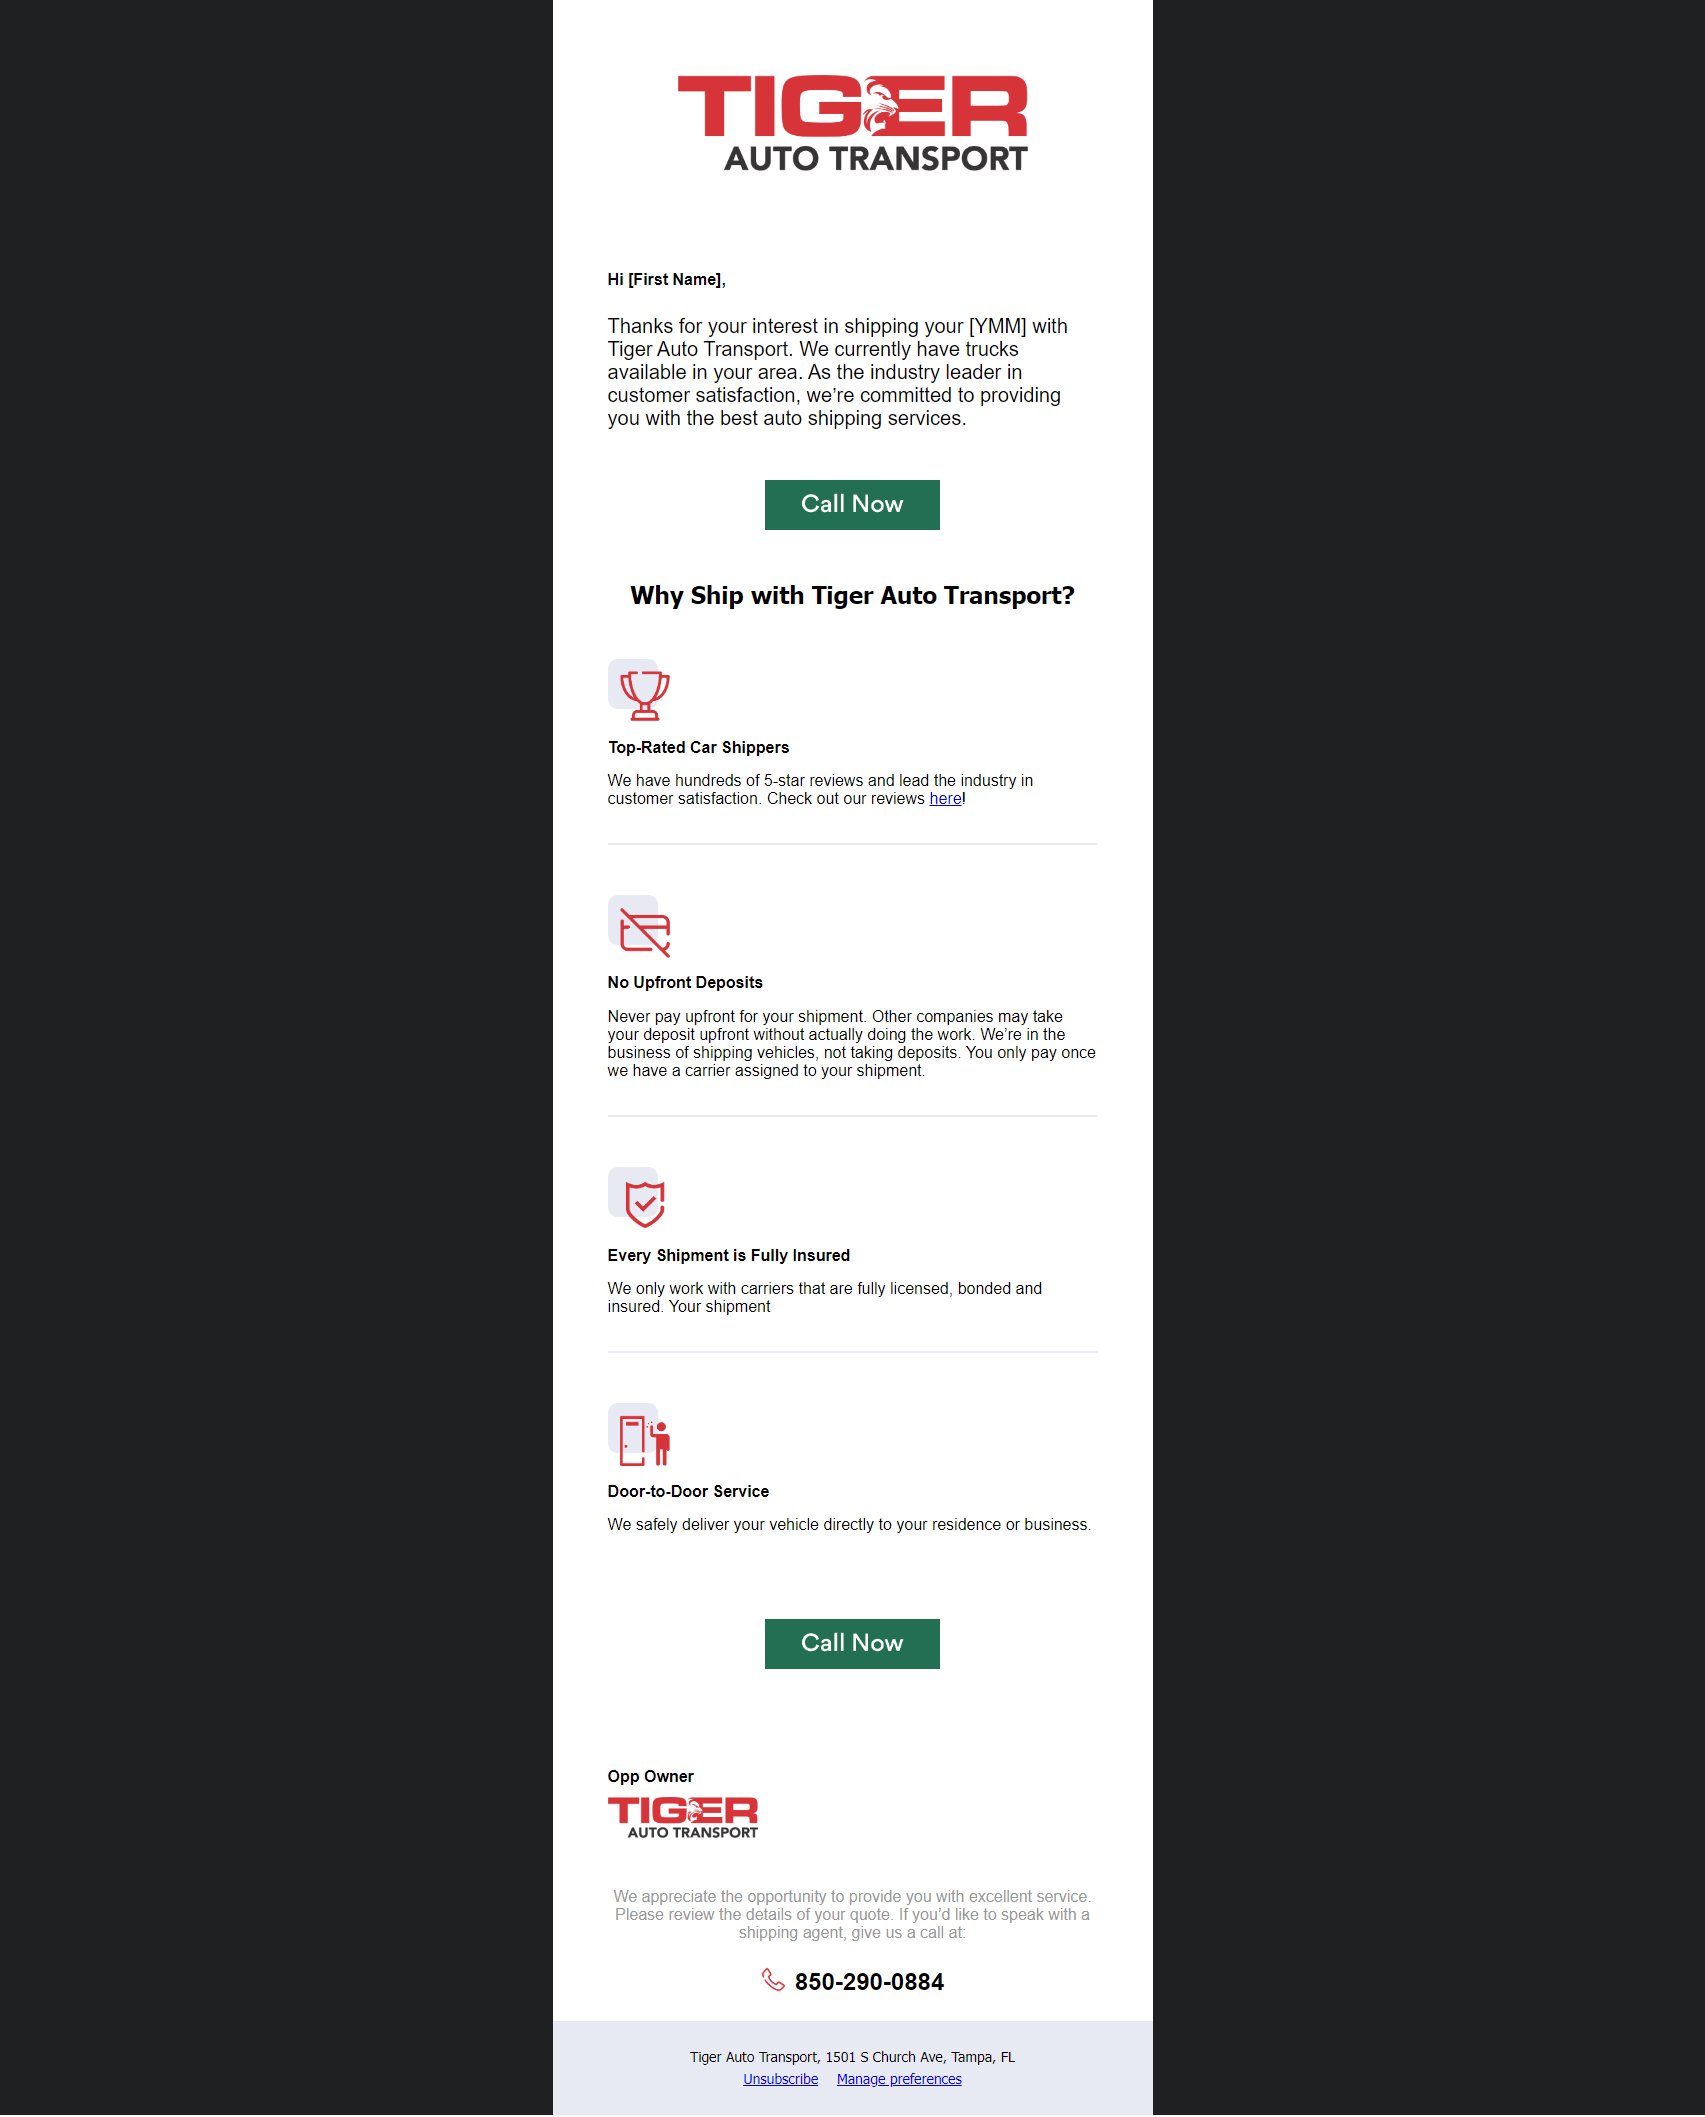 TIGER
AUTO TRANSPORT
Hi [First Name],
Thanks for your interest in shipping your [YMM] with
Tiger Auto Transport. We currently have trucks
available in your area. As the industry leader in
customer satisfaction, we’re committed to providing
you with the best auto shipping services.
Call Now
Why Ship with Tiger Auto Transport?
Top-Rated Car Shippers
We have hundreds of 5-star reviews and lead the industry in
customer satisfaction. Check out our reviews here!
No Upfront Deposits
Never pay upfront for your shipment. Other companies may take
your deposit upfront without actually doing the work. We’re in the
business of shipping vehicles, not taking deposits. You only pay once
we have a carrier assigned to your shipment.
Every Shipment is Fully Insured
We only work with carriers that are fully licensed, bonded and
insured. Your shipment
Door-to-Door Service
We safely deliver your vehicle directly to your residence or business.
Call Now
Opp Owner
TIGER
AUTO TRANSPORT
We appreciate the opportunity to provide you with excellent service.
Please review the details of your quote. If you’d like to speak with a
shipping agent, give us a call at:
850-290-0884
Tiger Auto Transport, 1501 S Church Ave, Tampa, FL
Unsubscribe Manage preferences